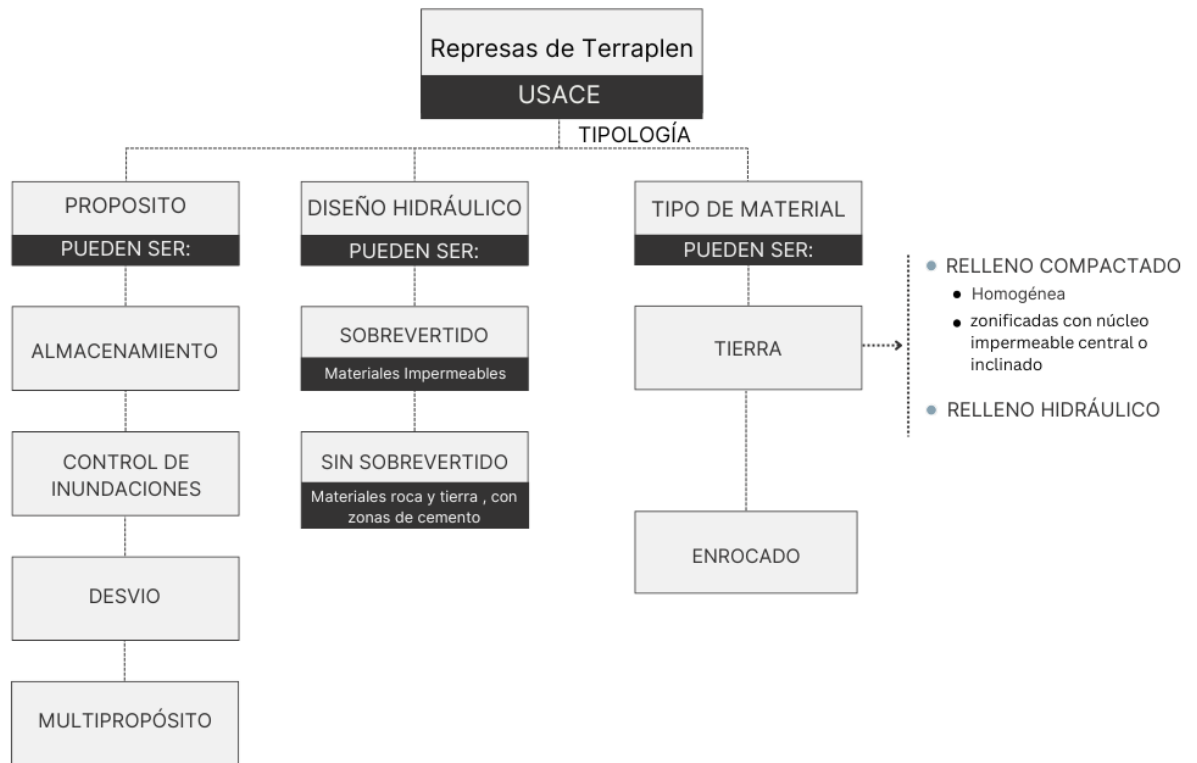 Represas de Terraplen
USACE
TIPOLOGÍA
PROPOSITO
PUEDEN SER:
ALMACENAMIENTO
CONTROL DE
INUNDACIONES
DESVIO
MULTIPROPÓSITO
DISEÑO HIDRÁULICO
PUEDEN SER:
SOBREVERTIDO
Materiales Impermeables
SIN SOBREVERTIDO
Materiales roca y tierra , con
zonas de cemento
TIPO DE MATERIAL
PUEDEN SER:
TIERRA
ENROCADO
RELLENO COMPACTADO
Homogénea
zonificadas con núcleo
impermeable central o
inclinado
RELLENO HIDRÁULICO